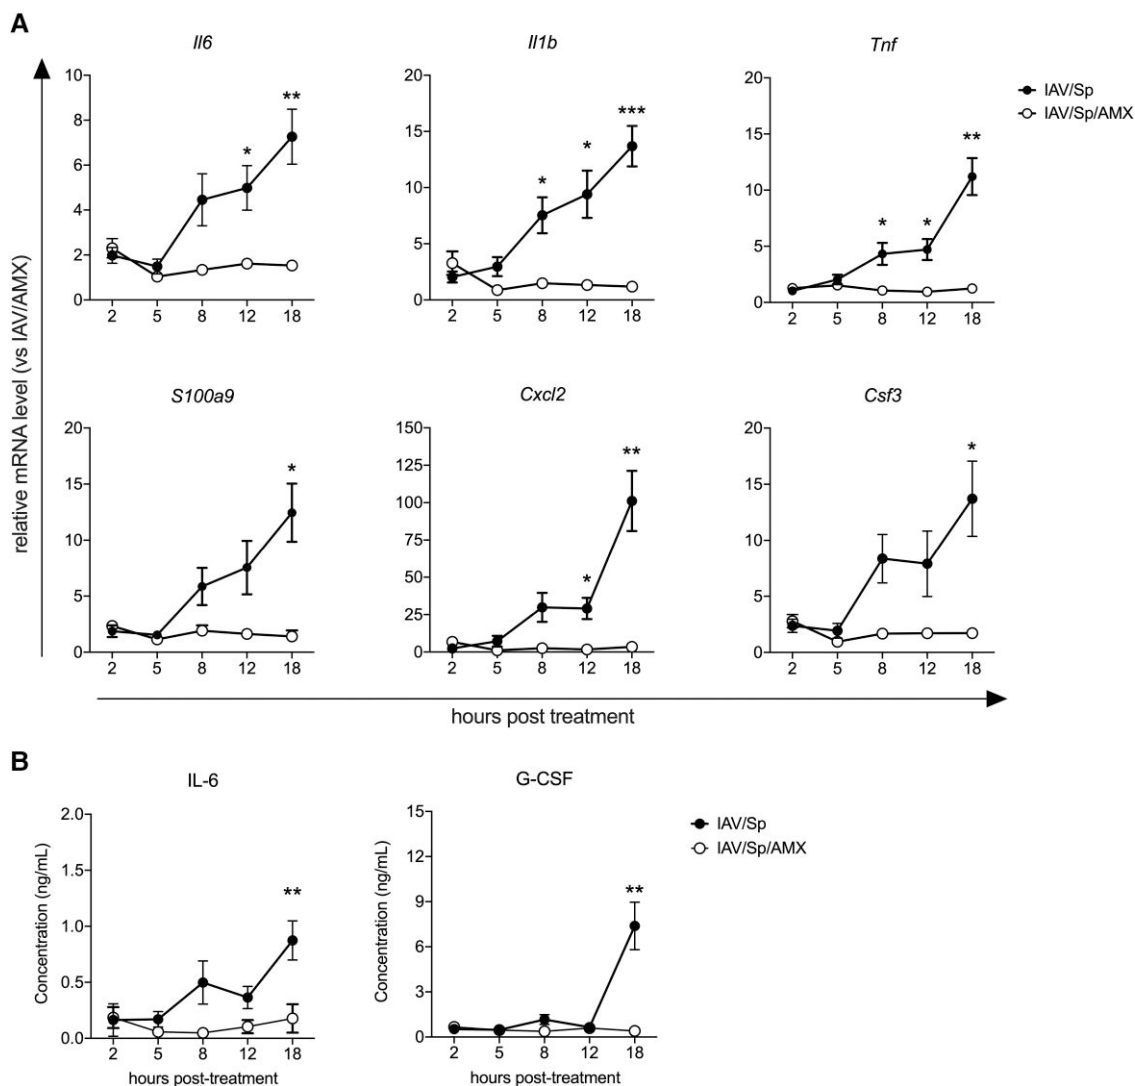 A
Il6
Il1b
Tnf
10
8
6
4
2
0
**
*
2 5 8 12 18
20
15
10
5
0
***
*
*
2 5 8 12 18
20
15
10
5
0
**
*
*
2 5 8 12 18
IAV/Sp
IAV/Sp/AMX
relative mRNA level (vs IAV/AMX)
S100a9
Cxcl2
Csf3
20
15
10
5
0
*
2 5 8 12 18
150
125
100
75
50
25
0
**
*
2 5 8 12 18
20
15
10
5
0
*
2 5 8 12 18
hours post treatment
B
IL-6
G-CSF
Concentration (ng/mL)
2.0
1.5
1.0
0.5
0.0
**
2 5 8 12 18
hours post-treatment
Concentration (ng/mL)
15
12
9
6
3
0
**
2 5 8 12 18
hours post-treatment
IAV/Sp
IAV/Sp/AMX